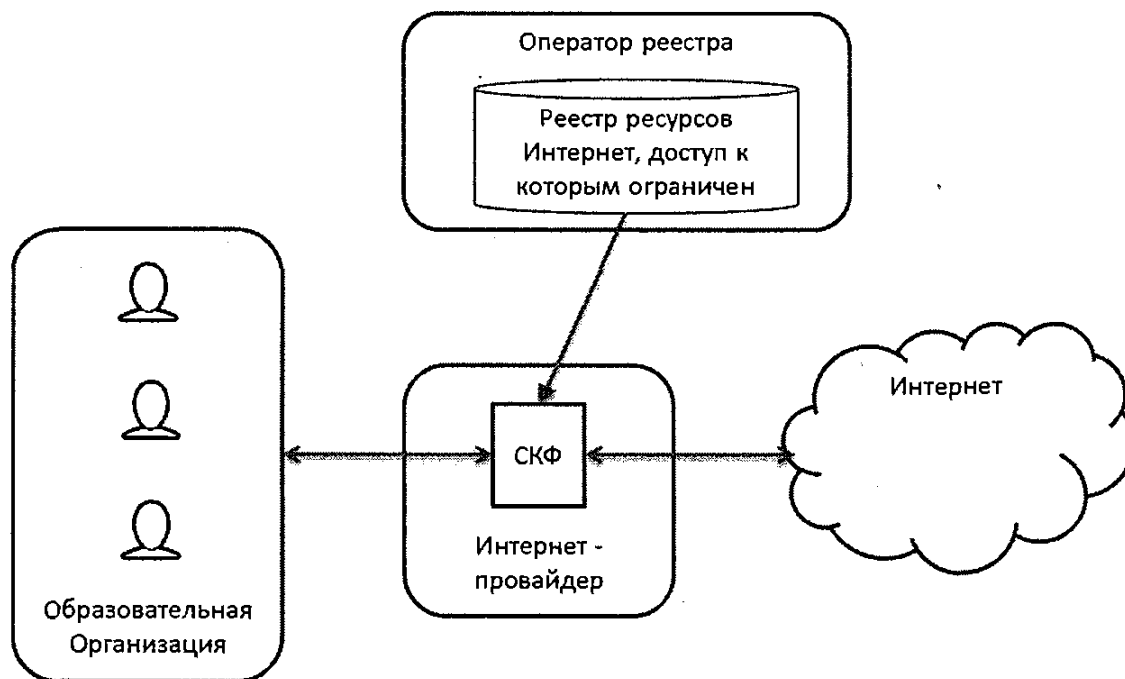 Оператор реестра
Реестр ресурсов
Интернет, доступ к
которым ограничен
Интернет
СКФ
Интернет -
провайдер
Образовательная
Организация